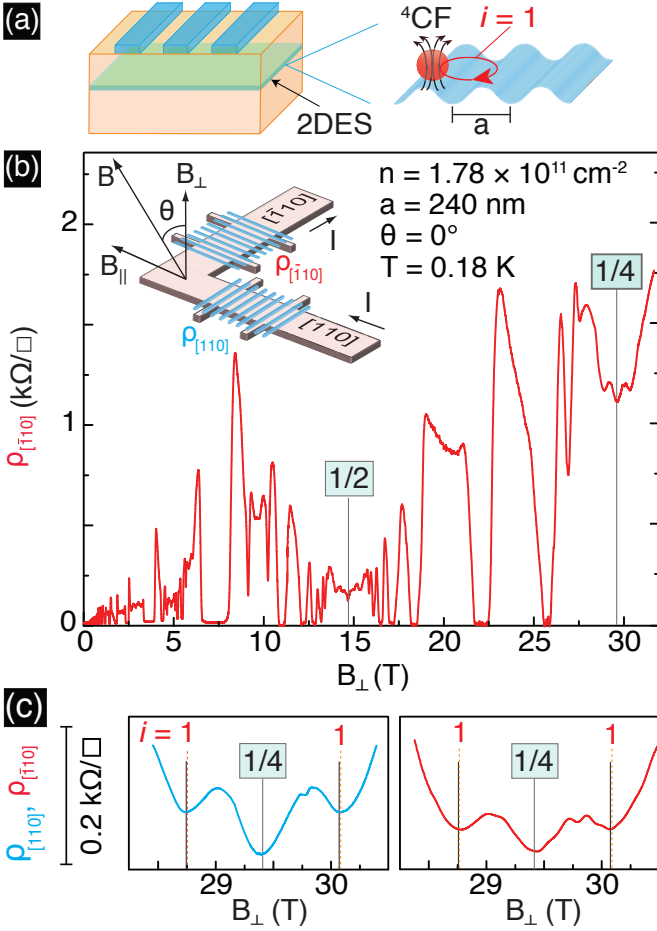 (a)
⁴CF
i = 1
2DES
a
(b)
B
B⊥
θ
B||
[1̄10]
I
ρ[1̄10]
I
[110]
ρ[110]
n = 1.78 × 10¹¹ cm⁻²
a = 240 nm
θ = 0°
T = 0.18 K
1/4
1/2
ρ[1̄10] (kΩ/□)
2
1
0
0 5 10 15 20 25 30
B⊥ (T)
(c)
ρ[110], ρ[1̄10]
0.2 kΩ/□
i = 1
1
1/4
29 30
B⊥ (T)
1
1
1/4
29 30
B⊥ (T)